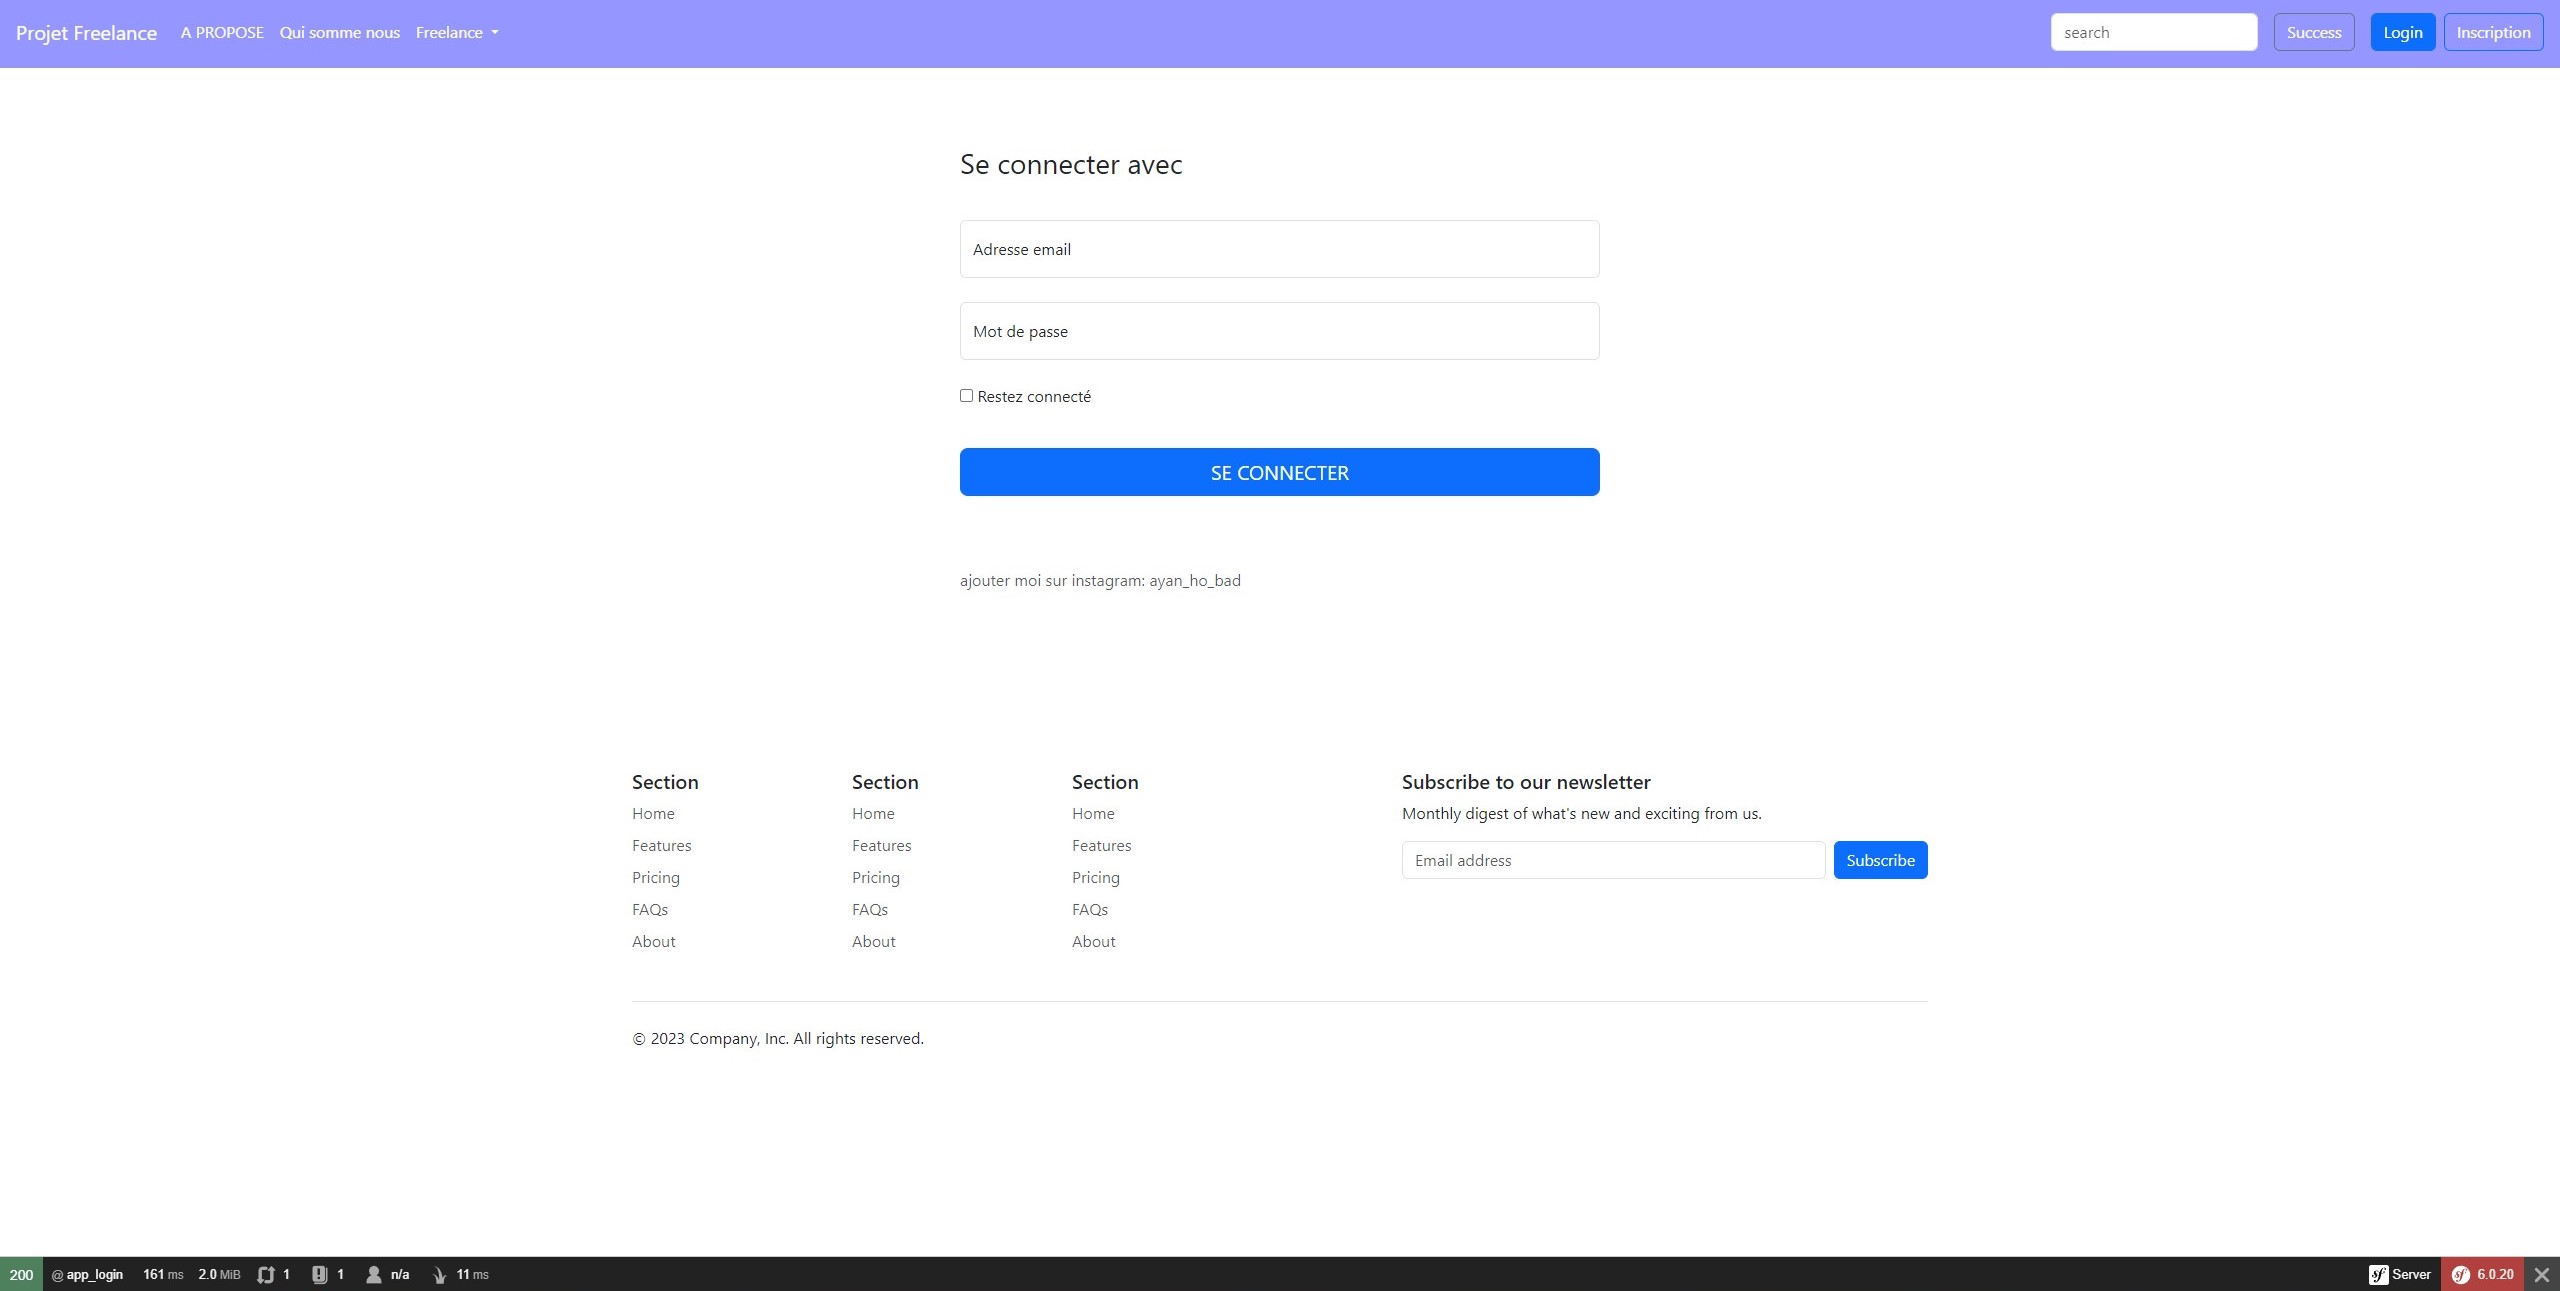 Projet Freelance A PROPOSE Qui somme nous Freelance search Success Login Inscription
Se connecter avec
Adresse email
Mot de passe
Restez connecté
SE CONNECTER
ajouter moi sur instagram: ayan_ho_bad
Section
Home
Features
Pricing
FAQs
About
Section
Home
Features
Pricing
FAQs
About
Section
Home
Features
Pricing
FAQs
About
Subscribe to our newsletter
Monthly digest of what's new and exciting from us.
Email address Subscribe
© 2023 Company, Inc. All rights reserved.
200 @ app_login 161 ms 2.0 MiB 1 1 n/a 11 ms sf Server sf 6.0.20